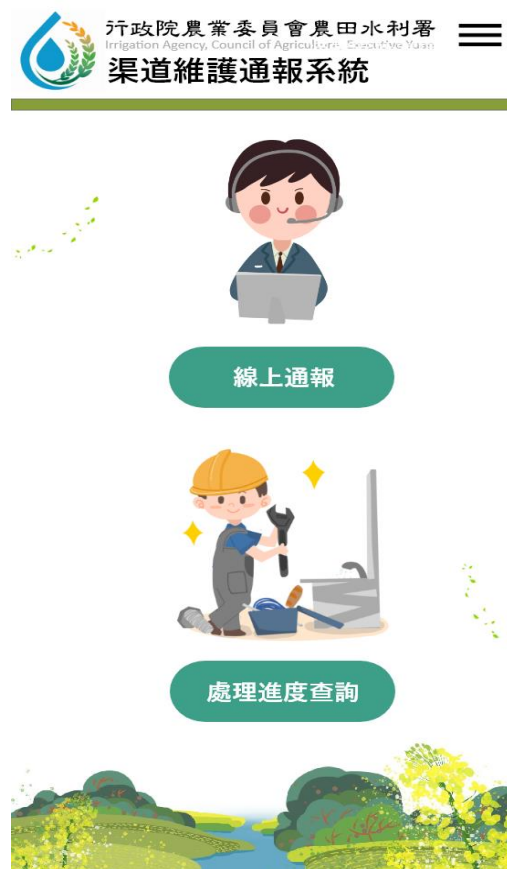 行政院農業委員會農田水利署
Irrigation Agency, Council of Agriculture, Executive Yuan
渠道維護通報系統
線上通報
處理進度查詢